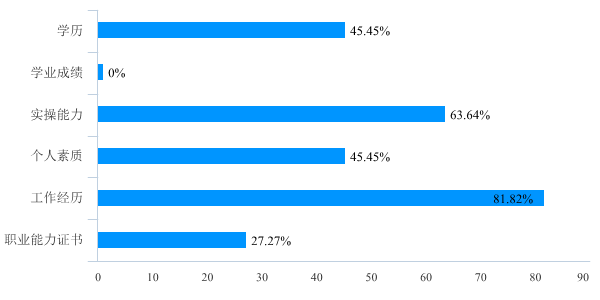 学历 45.45%
学业成绩 0%
实操能力 63.64%
个人素质 45.45%
工作经历 81.82%
职业能力证书 27.27%
0 10 20 30 40 50 60 70 80 90